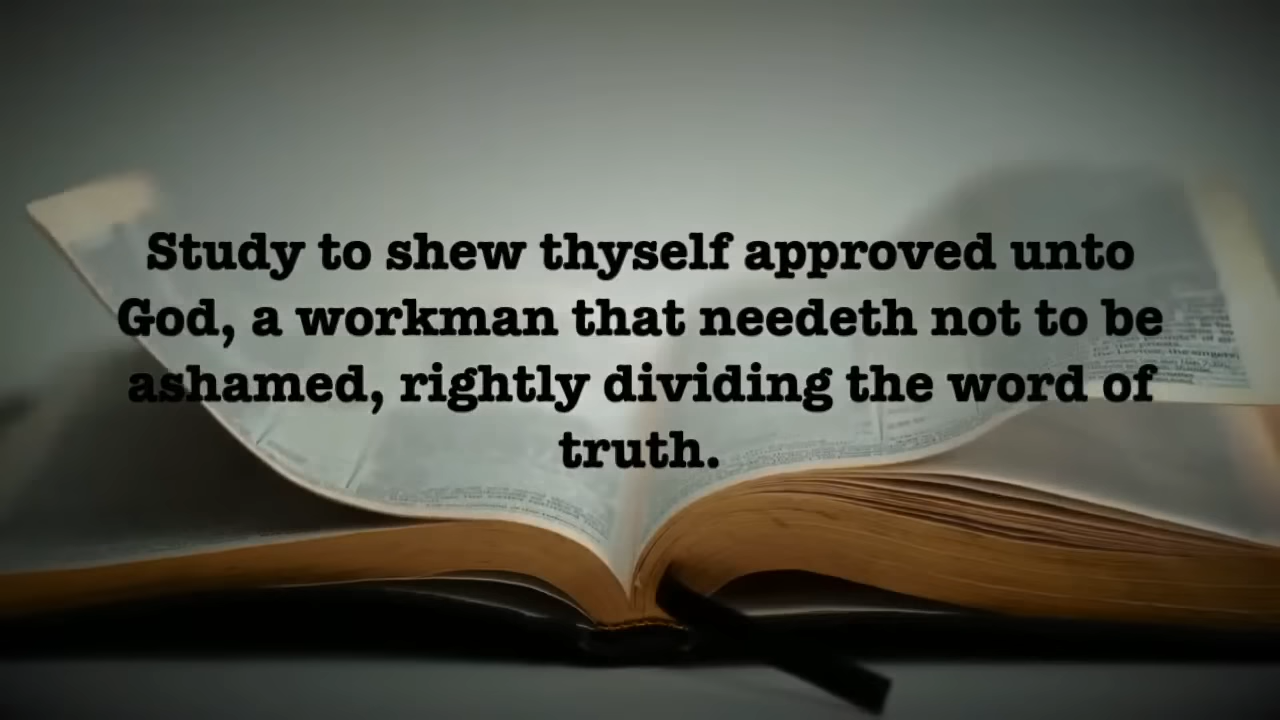 Study to shew thyself approved unto
God, a workman that needeth not to be
ashamed, rightly dividing the word of
truth.